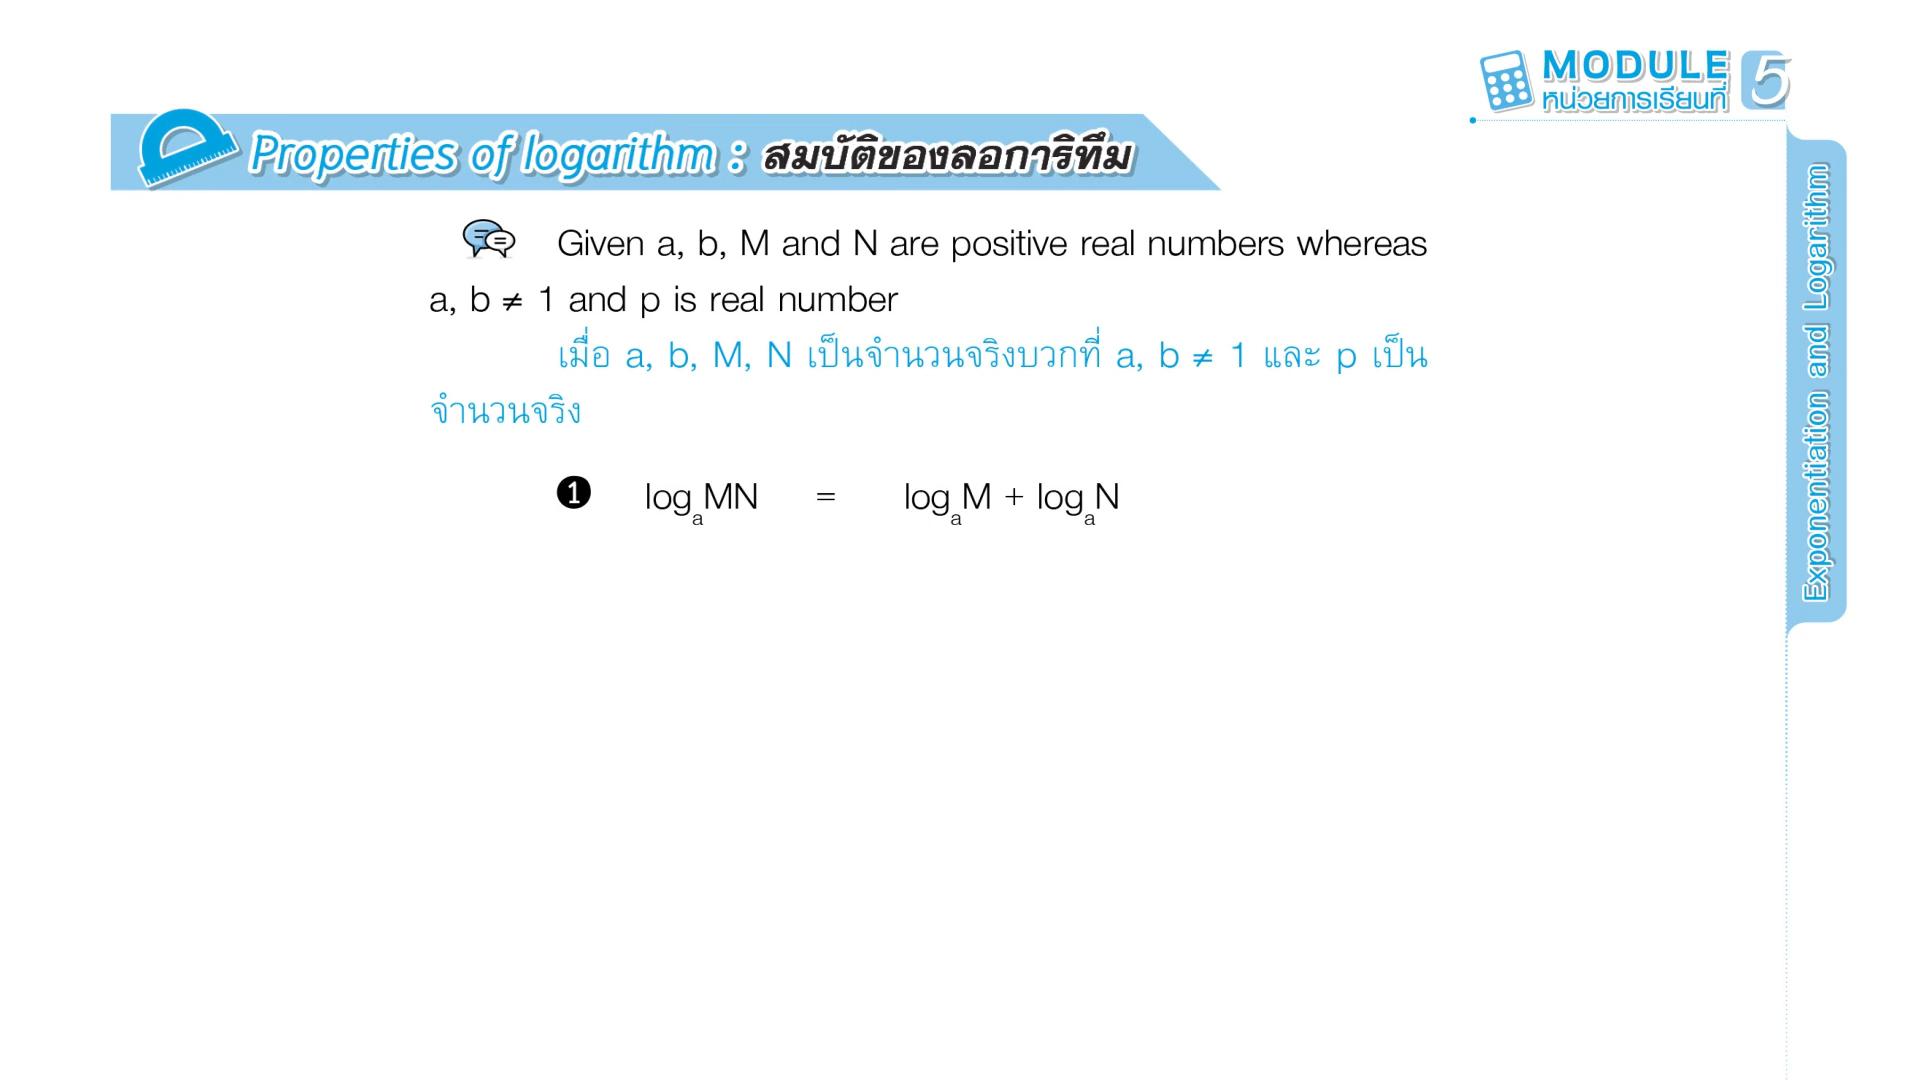 MODULE 5
หน่วยการเรียนที่
Properties of logarithm : สมบัติของลอการิทึม
Given a, b, M and N are positive real numbers whereas
a, b ≠ 1 and p is real number
เมื่อ a, b, M, N เป็นจำนวนจริงบวกที่ a, b ≠ 1 และ p เป็น
จำนวนจริง
❶ logₐMN = logₐM + logₐN
Exponentiation and Logarithm